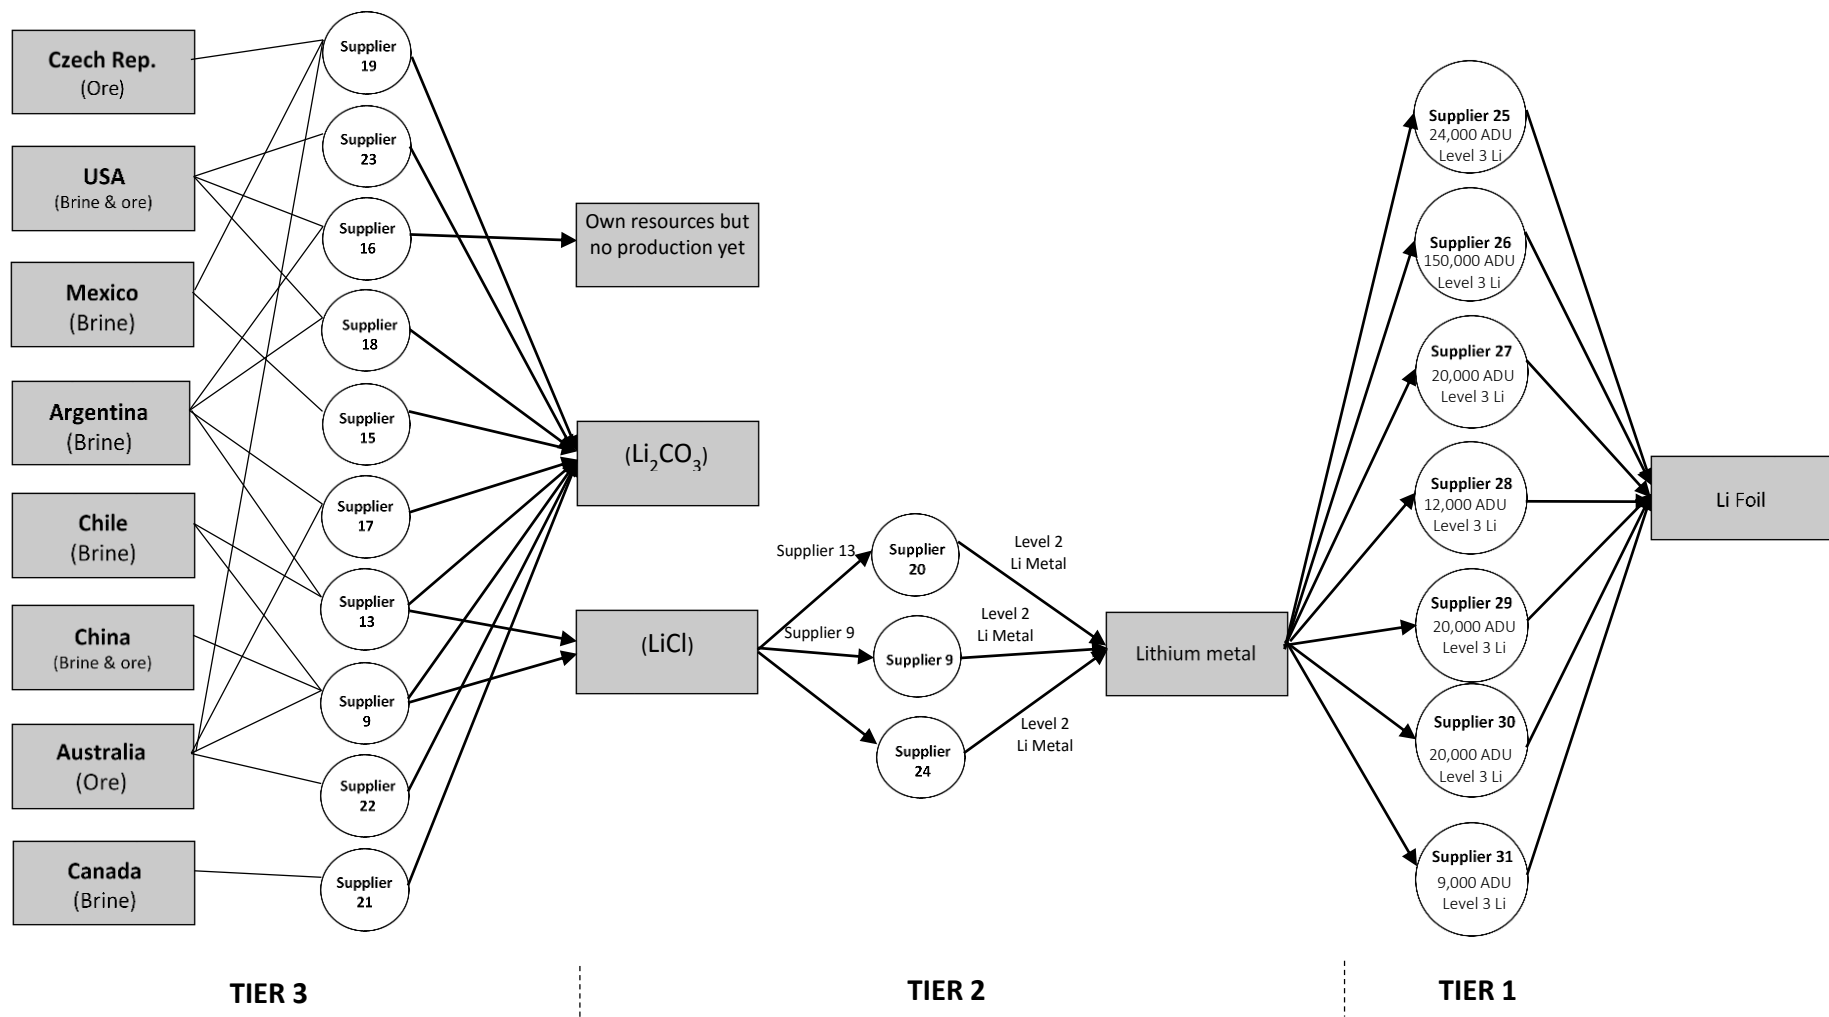 Czech Rep.
(Ore)
USA
(Brine & ore)
Mexico
(Brine)
Argentina
(Brine)
Chile
(Brine)
China
(Brine & ore)
Australia
(Ore)
Canada
(Brine)
Supplier
19
Supplier
23
Supplier
16
Supplier
18
Supplier
15
Supplier
17
Supplier
13
Supplier
9
Supplier
22
Supplier
21
Own resources but
no production yet
(Li₂CO₃)
(LiCl)
Supplier 13
Supplier 9
Supplier
20
Supplier 9
Supplier
24
Level 2
Li Metal
Level 2
Li Metal
Level 2
Li Metal
Lithium metal
Supplier 25
24,000 ADU
Level 3 Li
Supplier 26
150,000 ADU
Level 3 Li
Supplier 27
20,000 ADU
Level 3 Li
Supplier 28
12,000 ADU
Level 3 Li
Supplier 29
20,000 ADU
Level 3 Li
Supplier 30
20,000 ADU
Level 3 Li
Supplier 31
9,000 ADU
Level 3 Li
Li Foil
TIER 3
TIER 2
TIER 1